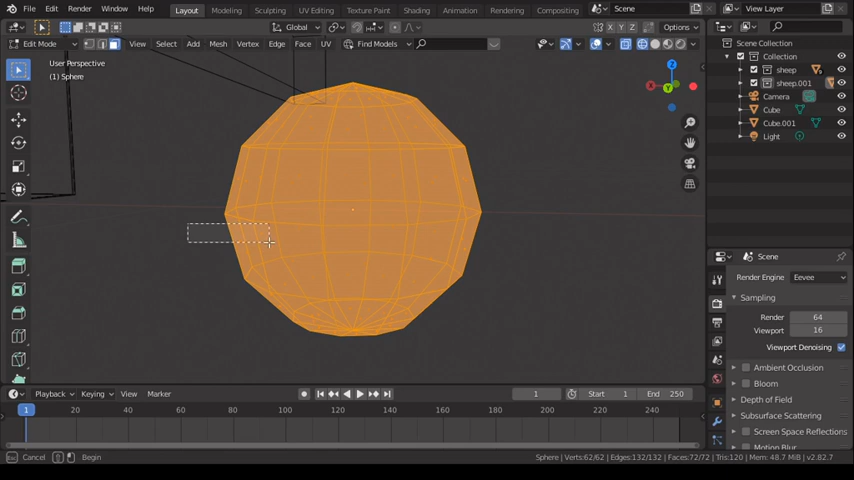 File Edit Render Window Help Layout Modeling Sculpting UV Editing Texture Paint Shading Animation Rendering Compositing Scene View Layer
Global Options
Edit Mode View Select Add Mesh Vertex Edge Face UV Find Models
X Y Z
User Perspective
(1) Sphere
Z
X
Y
Scene Collection
Collection
sheep
sheep.001
Camera
Cube
Cube.001
Light
Scene
Render Engine Eevee
Sampling
Render 64
Viewport 16
Viewport Denoising
Ambient Occlusion
Bloom
Depth of Field
Subsurface Scattering
Screen Space Reflections
Motion Blur
Playback Keying View Marker 1 Start 1 End 250
1 20 40 60 80 100 120 140 160 180 200 220 240
Cancel Begin Sphere | Verts:62/62 | Edges:132/132 | Faces:72/72 | Tris:120 | Mem: 48.7 MiB | v2.82.7